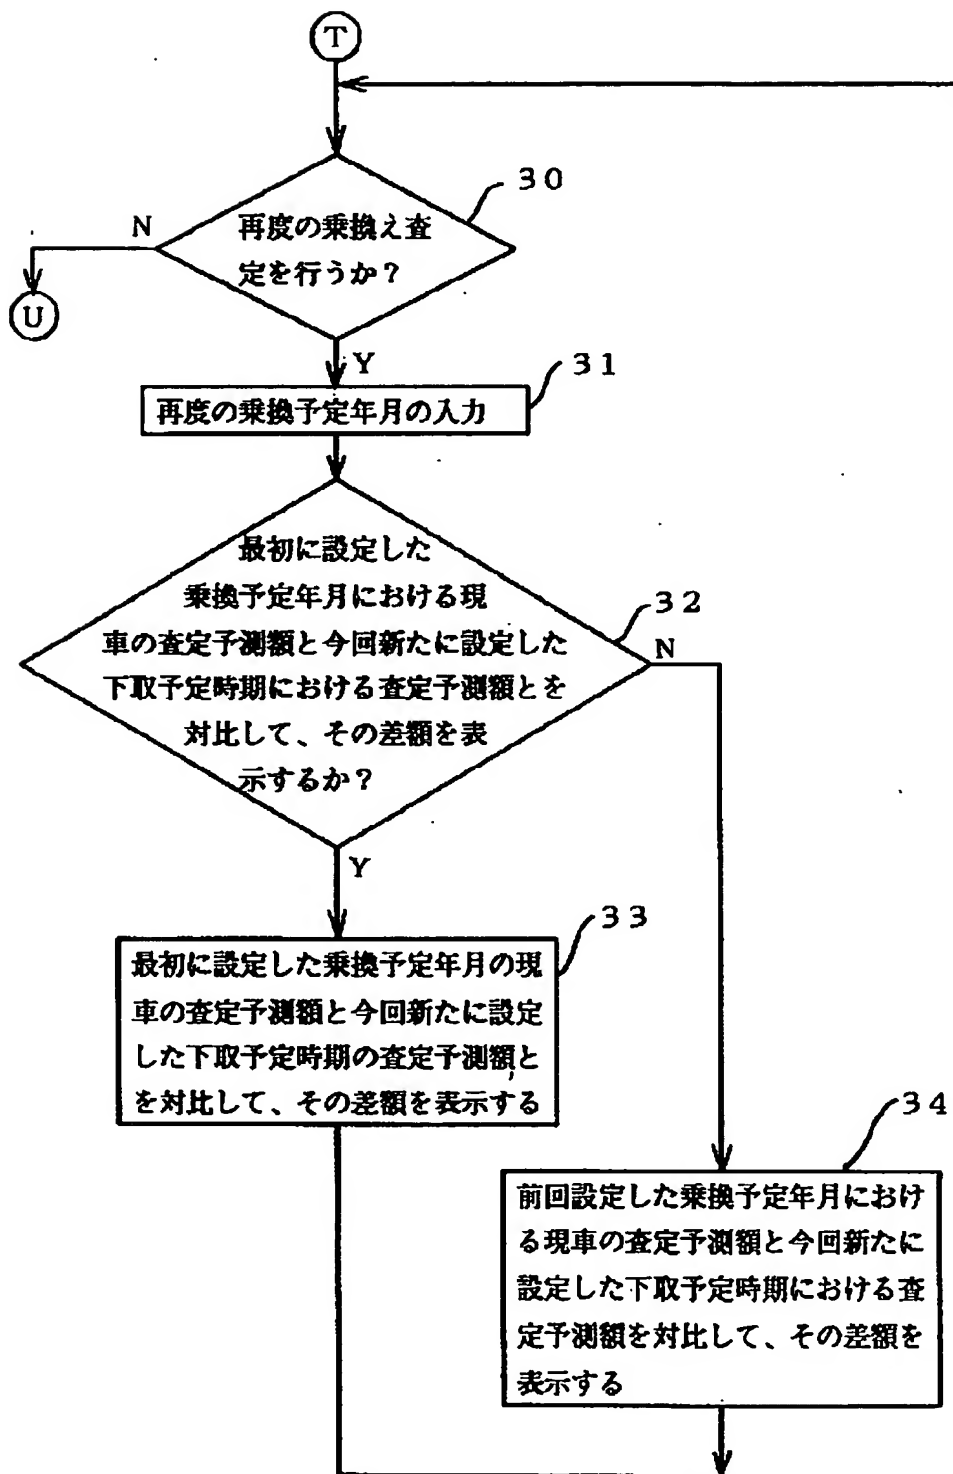 T
30
N
再度の乗換え査
定を行うか？
U
Y
31
再度の乗換予定年月の入力
最初に設定した
乗換予定年月における現
車の査定予測額と今回新たに設定した
下取予定時期における査定予測額とを
対比して、その差額を表
示するか？
32
N
Y
33
最初に設定した乗換予定年月の現
車の査定予測額と今回新たに設定
した下取予定時期の査定予測額と
を対比して、その差額を表示する
34
前回設定した乗換予定年月におけ
る現車の査定予測額と今回新たに
設定した下取予定時期における査
定予測額を対比して、その差額を
表示する